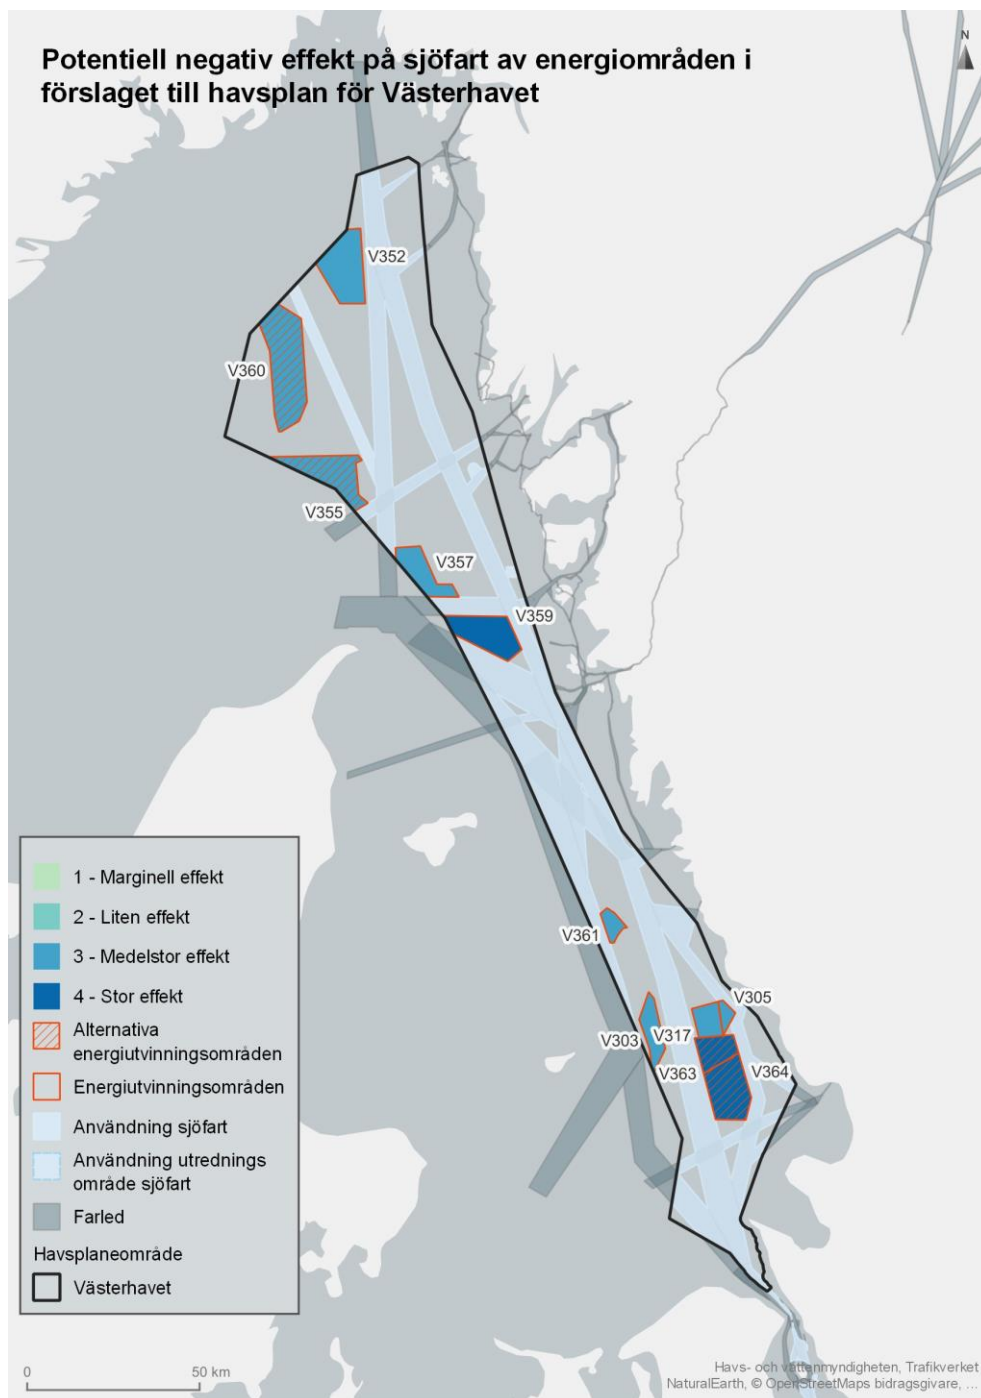 Potentiell negativ effekt på sjöfart av energiområden i
förslaget till havsplan för Västerhavet
N
V352
V360
V355
V357
V359
V361
V305
V303
V317
V363
V364
1 - Marginell effekt
2 - Liten effekt
3 - Medelstor effekt
4 - Stor effekt
Alternativa
energiutvinningsområden
Energiutvinningsområden
Användning sjöfart
Användning utrednings
område sjöfart
Farled
Havsplaneområde
Västerhavet
0 50 km
Havs- och vattenmyndigheten, Trafikverket
NaturalEarth, © OpenStreetMaps bidragsgivare, ...